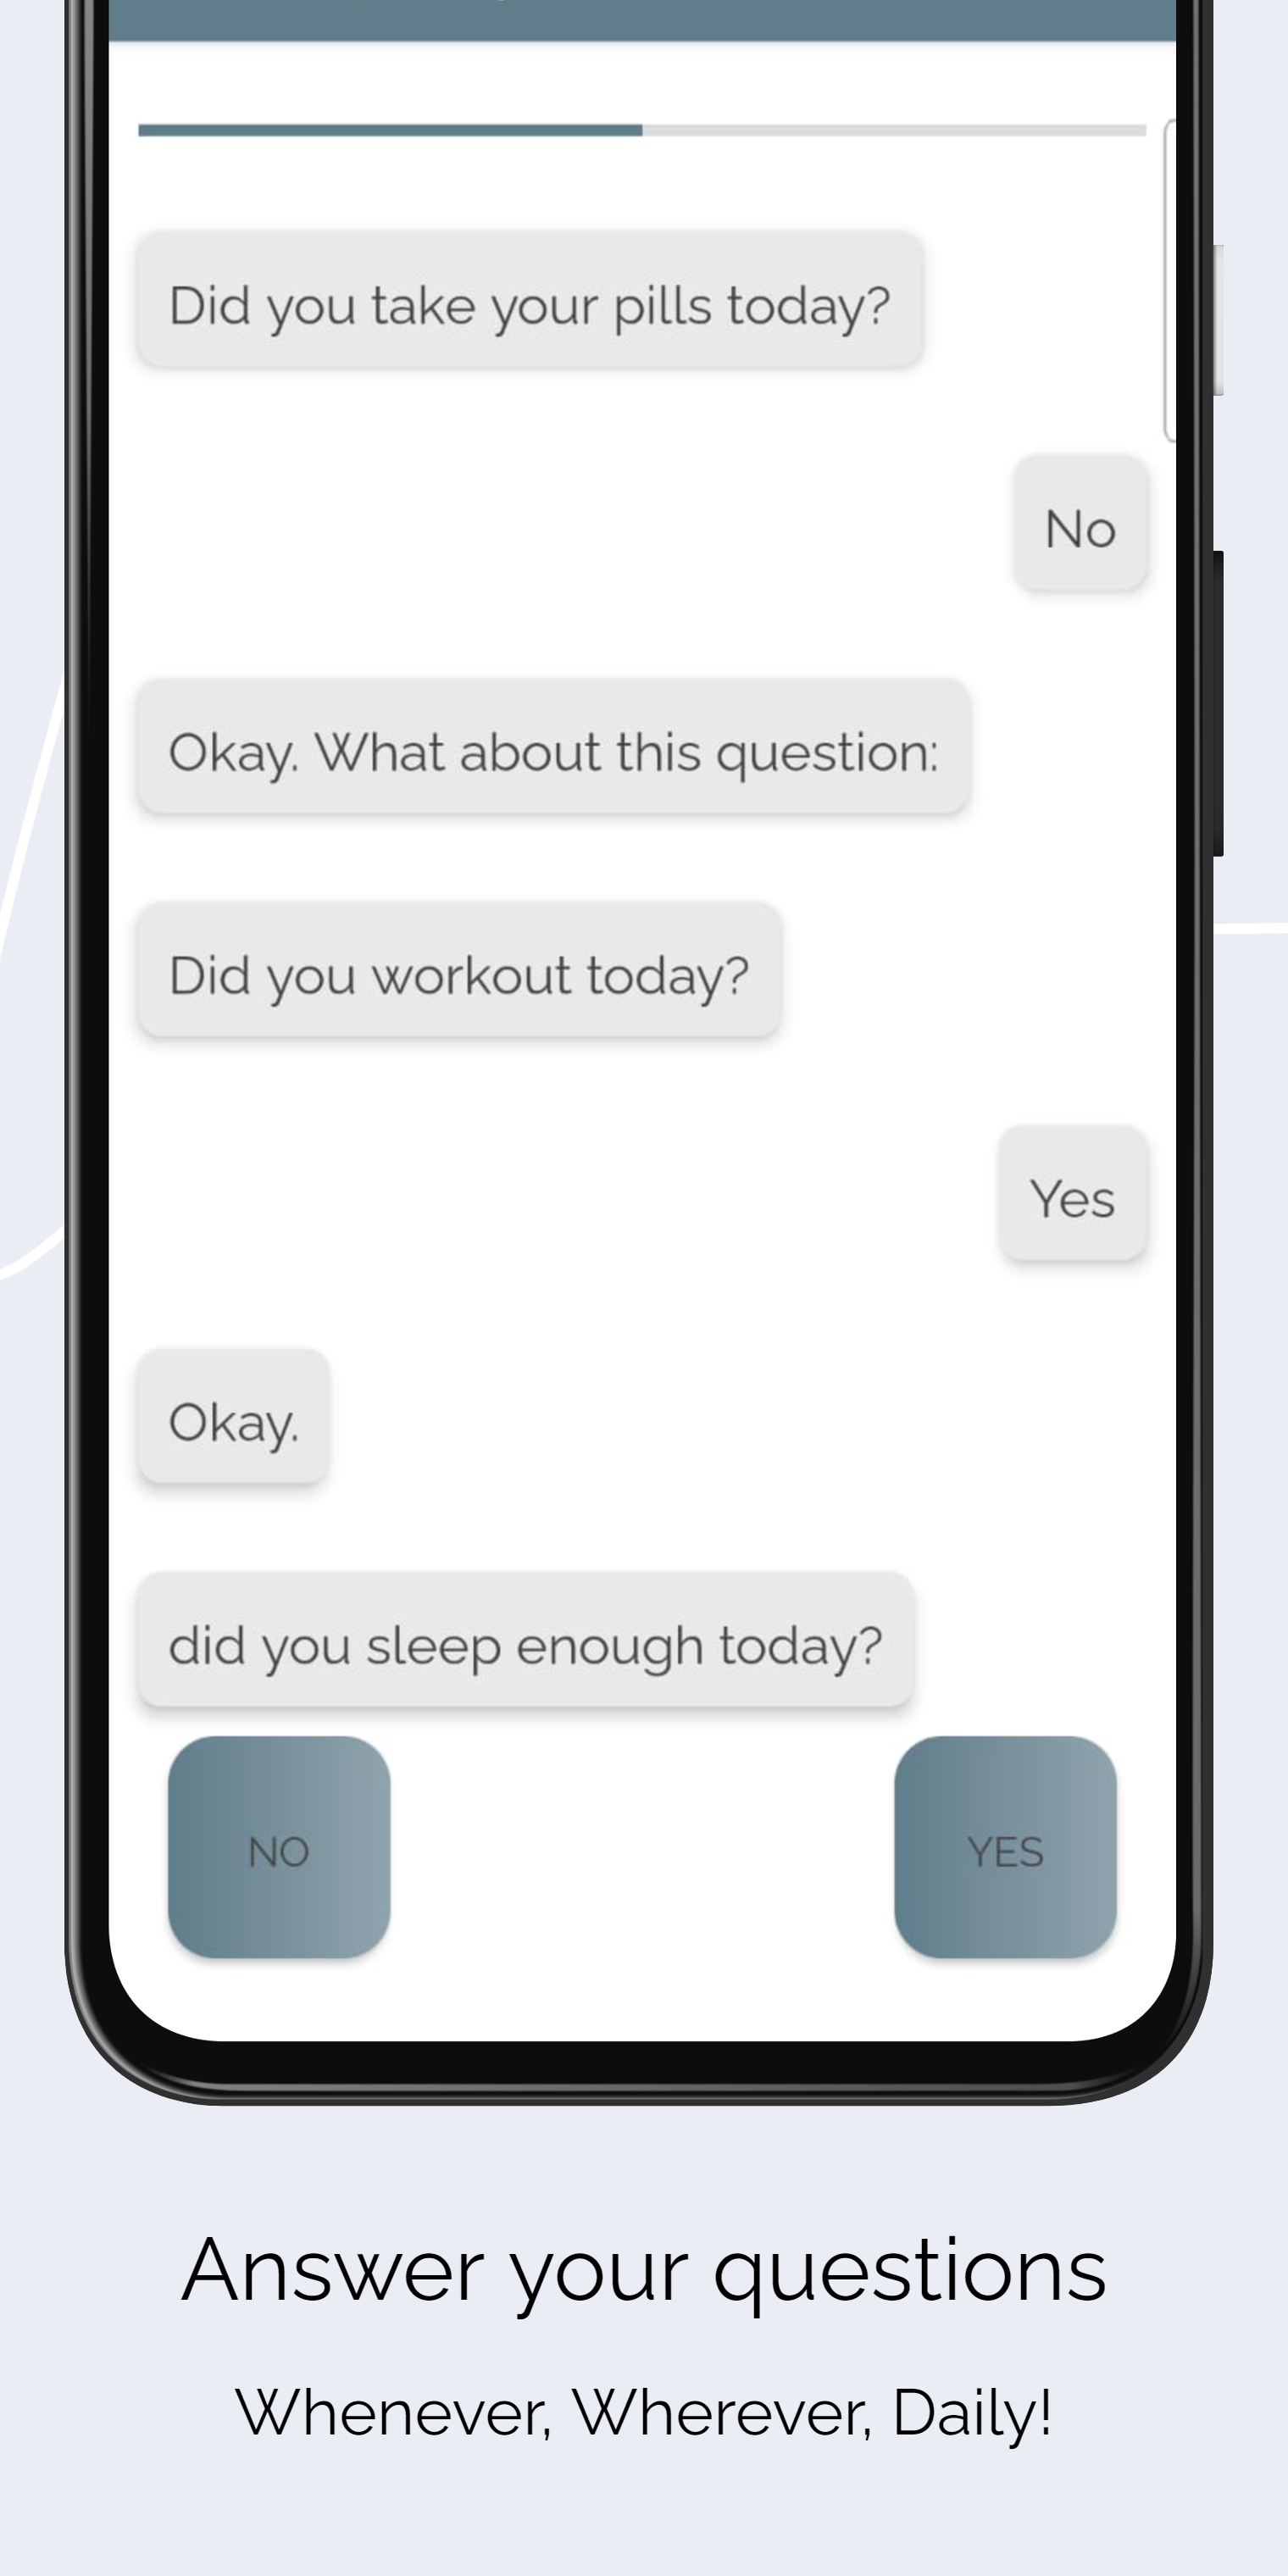 Did you take your pills today?
No
Okay. What about this question:
Did you workout today?
Yes
Okay.
did you sleep enough today?
NO
YES
Answer your questions
Whenever, Wherever, Daily!